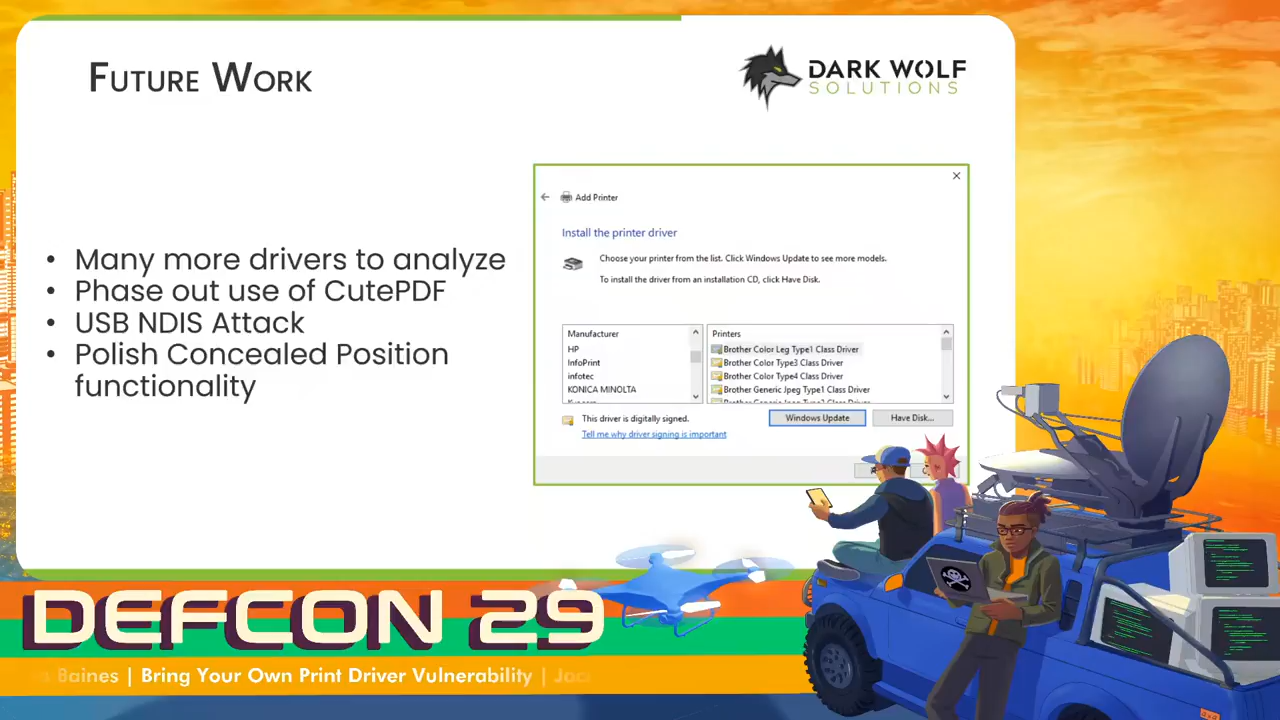 Future Work
DARK WOLF
SOLUTIONS
• Many more drivers to analyze
• Phase out use of CutePDF
• USB NDIS Attack
• Polish Concealed Position
functionality
Add Printer
Install the printer driver
Choose your printer from the list. Click Windows Update to see more models.
To install the driver from an installation CD, click Have Disk.
Manufacturer
HP
InfoPrint
infotec
KONICA MINOLTA
Printers
Brother Color Leg Type1 Class Driver
Brother Color Type3 Class Driver
Brother Color Type4 Class Driver
Brother Generic Jpeg Type1 Class Driver
This driver is digitally signed.
Tell me why driver signing is important
Windows Update
Have Disk...
DEFCON 29
Baines | Bring Your Own Print Driver Vulnerability |